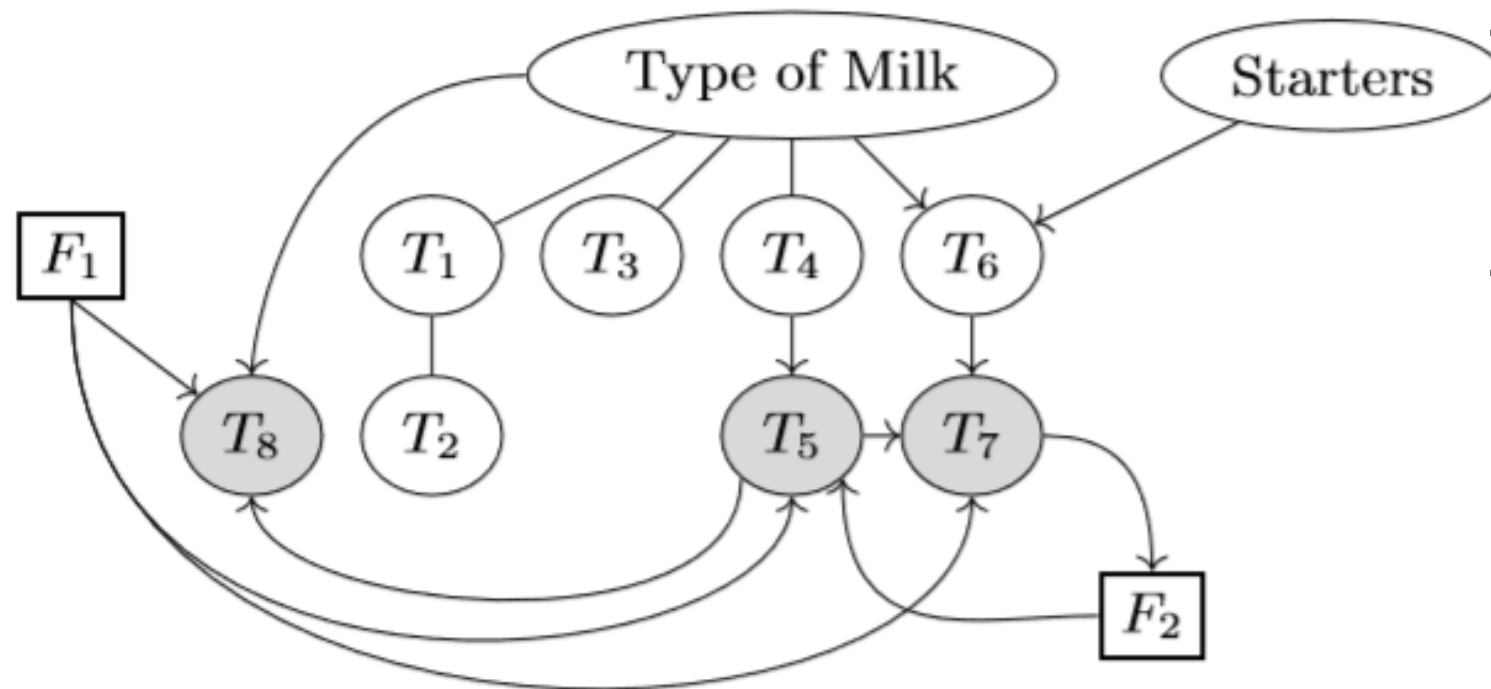 Type of Milk
Starters
F₁
T₁
T₃
T₄
T₆
T₈
T₂
T₅
T₇
F₂